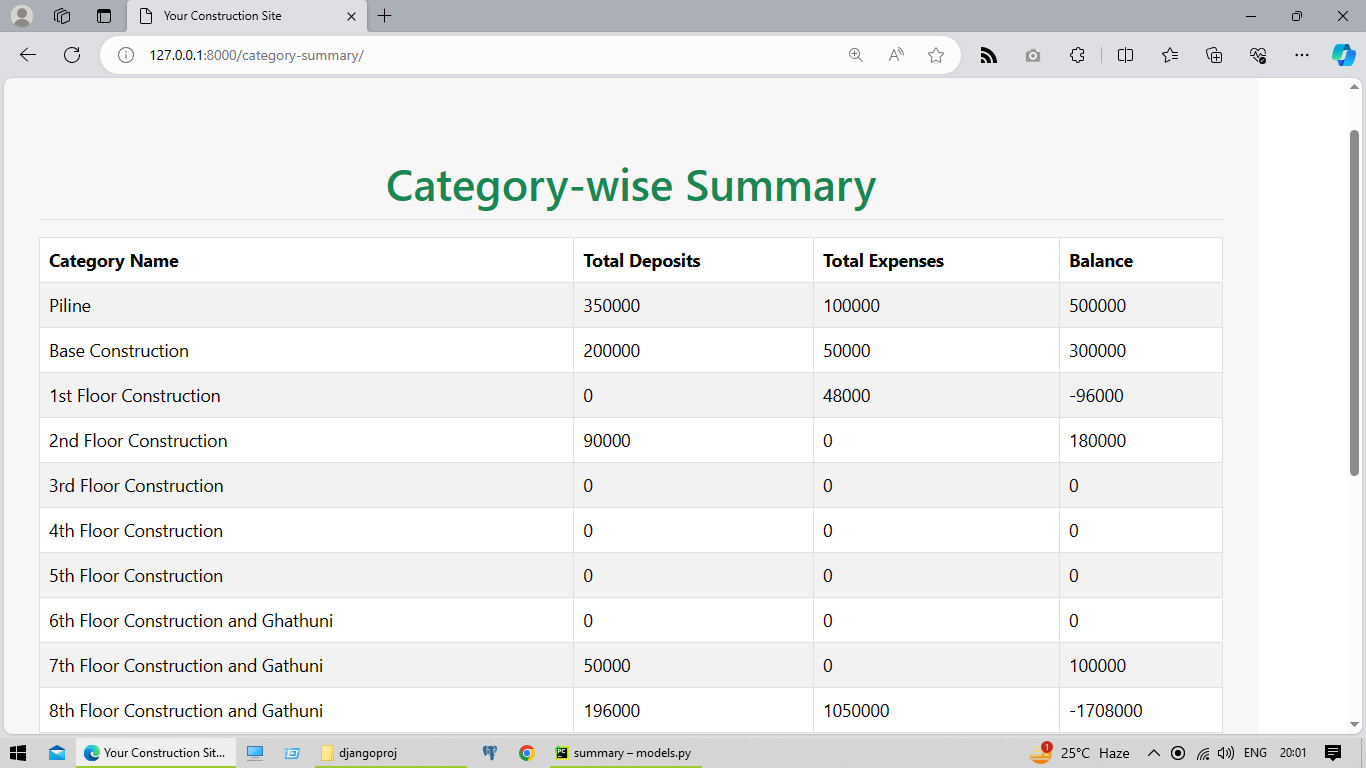 Your Construction Site
127.0.0.1:8000/category-summary/
Category-wise Summary
Category Name Total Deposits Total Expenses Balance
Piline 350000 100000 500000
Base Construction 200000 50000 300000
1st Floor Construction 0 48000 -96000
2nd Floor Construction 90000 0 180000
3rd Floor Construction 0 0 0
4th Floor Construction 0 0 0
5th Floor Construction 0 0 0
6th Floor Construction and Ghathuni 0 0 0
7th Floor Construction and Gathuni 50000 0 100000
8th Floor Construction and Gathuni 196000 1050000 -1708000
Your Construction Sit... djangoproj summary – models.py 1 25°C Haze ENG 20:01